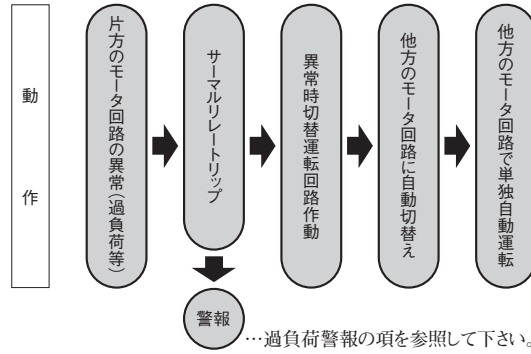 動作
片方のモータ回路の異常（過負荷等）
サーマルリレートリップ
異常時切替運転回路作動
他方のモータ回路に自動切替え
他方のモータ回路で単独自動運転
警報
…過負荷警報の項を参照して下さい。